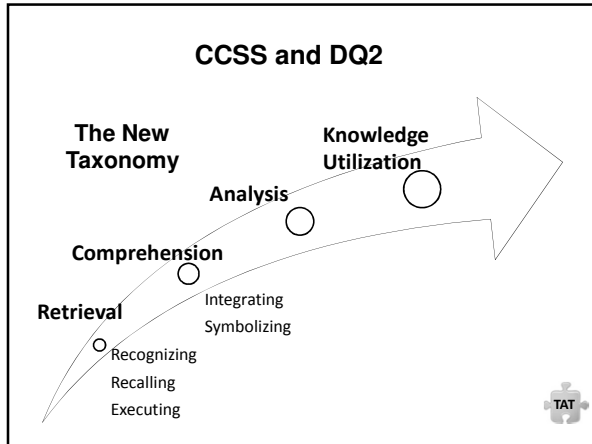 CCSS and DQ2
The New
Taxonomy
Knowledge
Utilization
Analysis
Comprehension
Integrating
Symbolizing
Retrieval
Recognizing
Recalling
Executing
TAT